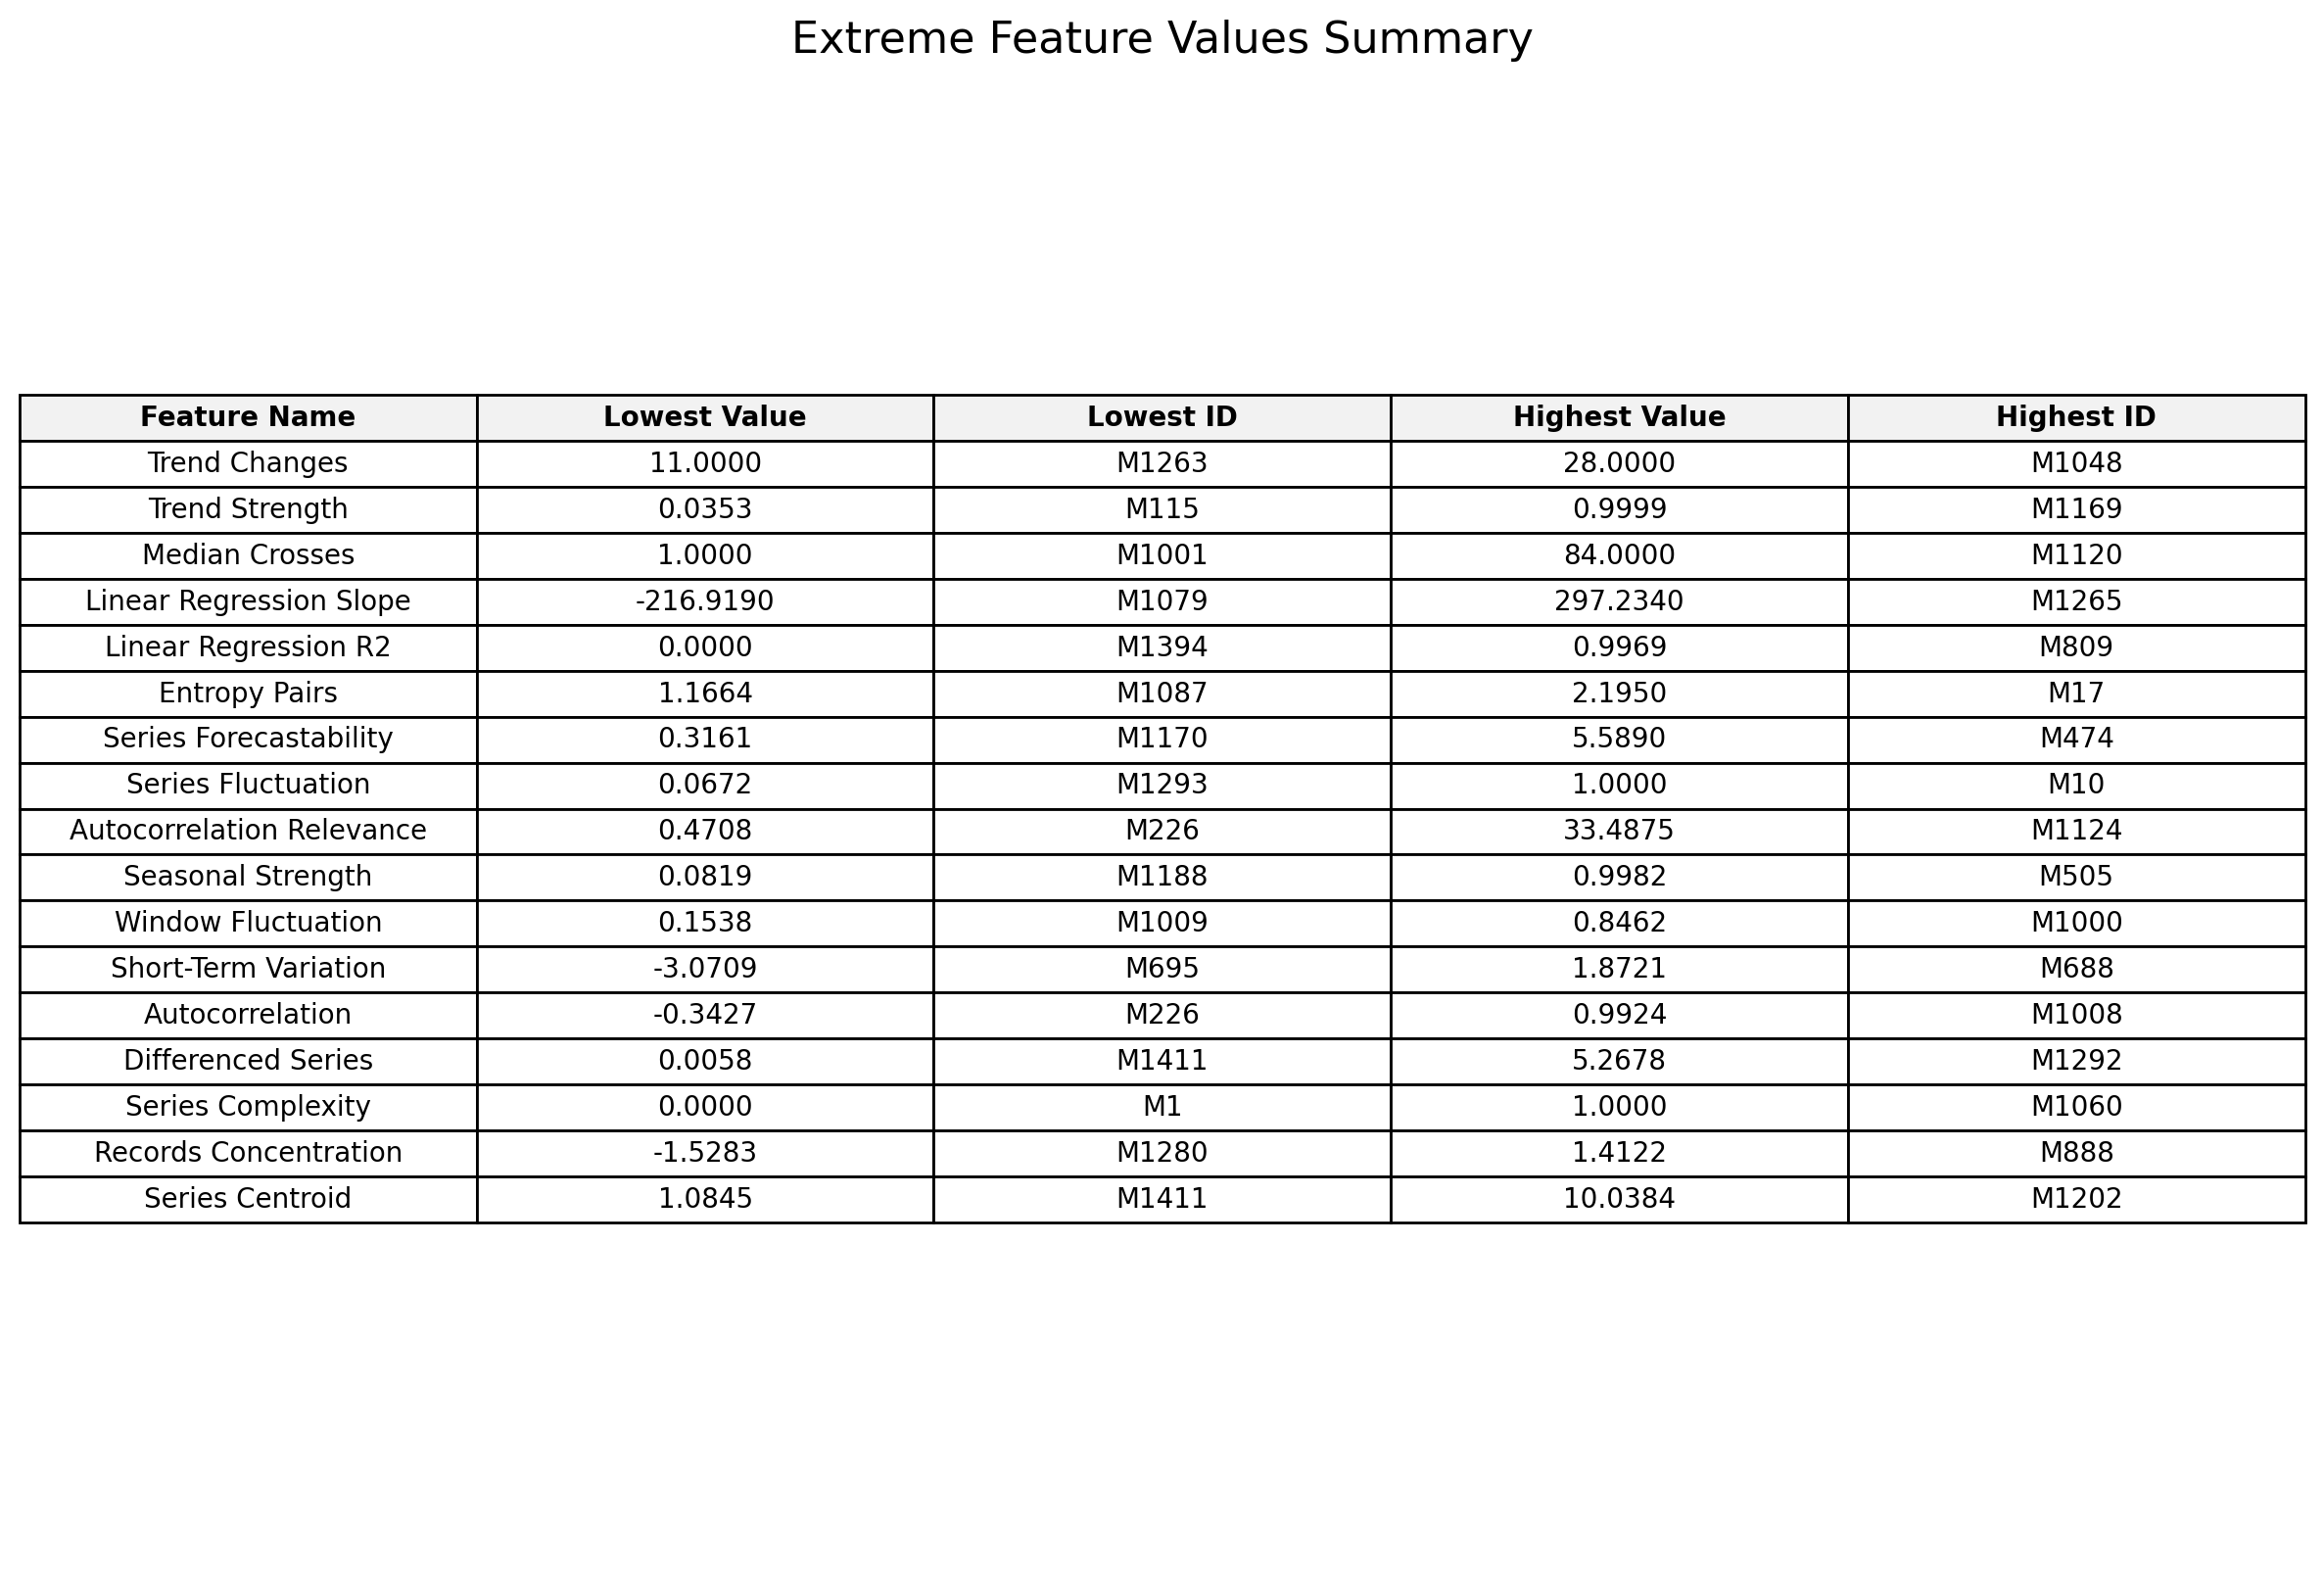 Extreme Feature Values Summary
Feature Name Lowest Value Lowest ID Highest Value Highest ID
Trend Changes 11.0000 M1263 28.0000 M1048
Trend Strength 0.0353 M115 0.9999 M1169
Median Crosses 1.0000 M1001 84.0000 M1120
Linear Regression Slope -216.9190 M1079 297.2340 M1265
Linear Regression R2 0.0000 M1394 0.9969 M809
Entropy Pairs 1.1664 M1087 2.1950 M17
Series Forecastability 0.3161 M1170 5.5890 M474
Series Fluctuation 0.0672 M1293 1.0000 M10
Autocorrelation Relevance 0.4708 M226 33.4875 M1124
Seasonal Strength 0.0819 M1188 0.9982 M505
Window Fluctuation 0.1538 M1009 0.8462 M1000
Short-Term Variation -3.0709 M695 1.8721 M688
Autocorrelation -0.3427 M226 0.9924 M1008
Differenced Series 0.0058 M1411 5.2678 M1292
Series Complexity 0.0000 M1 1.0000 M1060
Records Concentration -1.5283 M1280 1.4122 M888
Series Centroid 1.0845 M1411 10.0384 M1202